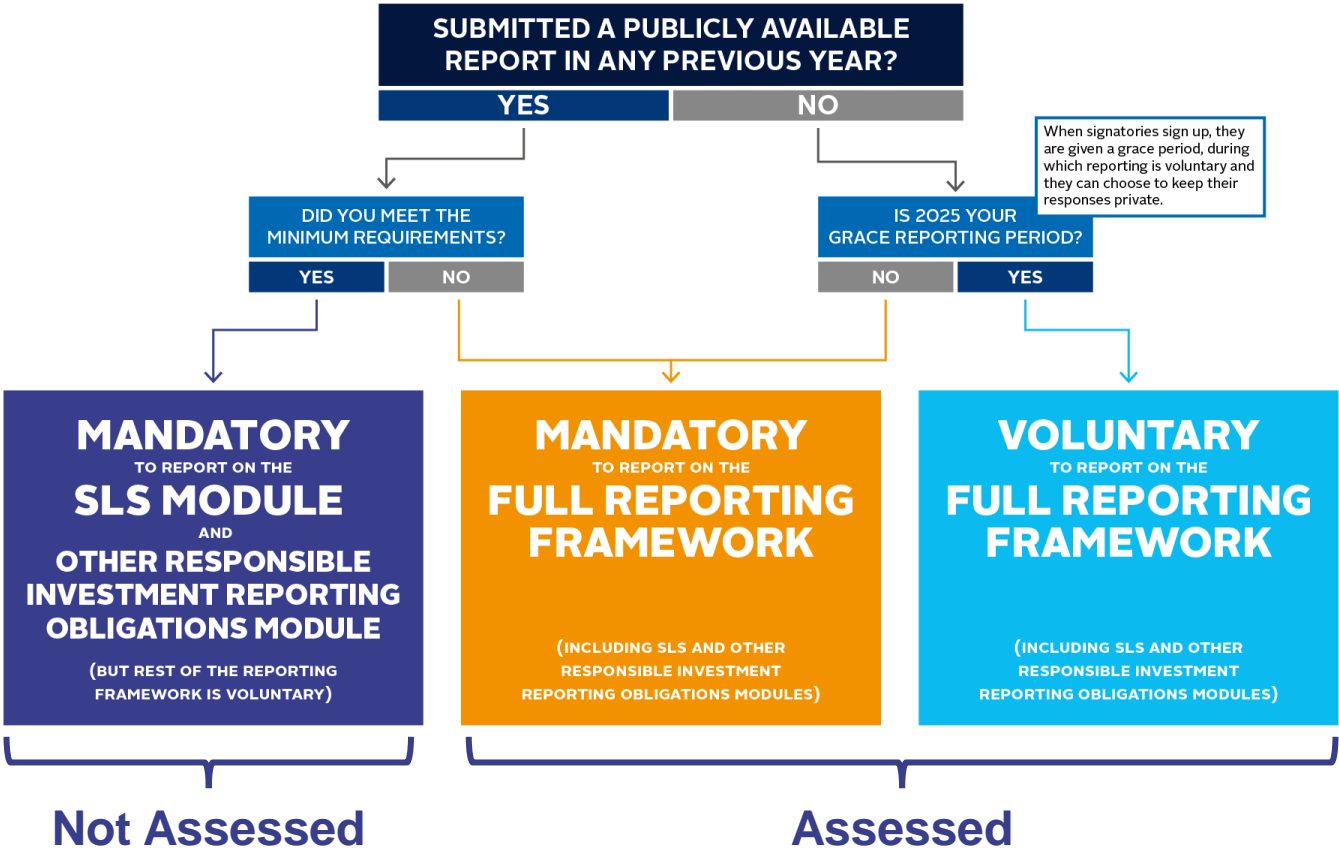 SUBMITTED A PUBLICLY AVAILABLE
REPORT IN ANY PREVIOUS YEAR?
YES
NO
When signatories sign up, they
are given a grace period, during
which reporting is voluntary and
they can choose to keep their
responses private.
DID YOU MEET THE
MINIMUM REQUIREMENTS?
YES
NO
IS 2025 YOUR
GRACE REPORTING PERIOD?
NO
YES
MANDATORY
TO REPORT ON THE
SLS MODULE
AND
OTHER RESPONSIBLE
INVESTMENT REPORTING
OBLIGATIONS MODULE
(BUT REST OF THE REPORTING
FRAMEWORK IS VOLUNTARY)
MANDATORY
TO REPORT ON THE
FULL REPORTING
FRAMEWORK
(INCLUDING SLS AND OTHER
RESPONSIBLE INVESTMENT
REPORTING OBLIGATIONS MODULES)
VOLUNTARY
TO REPORT ON THE
FULL REPORTING
FRAMEWORK
(INCLUDING SLS AND OTHER
RESPONSIBLE INVESTMENT
REPORTING OBLIGATIONS MODULES)
Not Assessed
Assessed